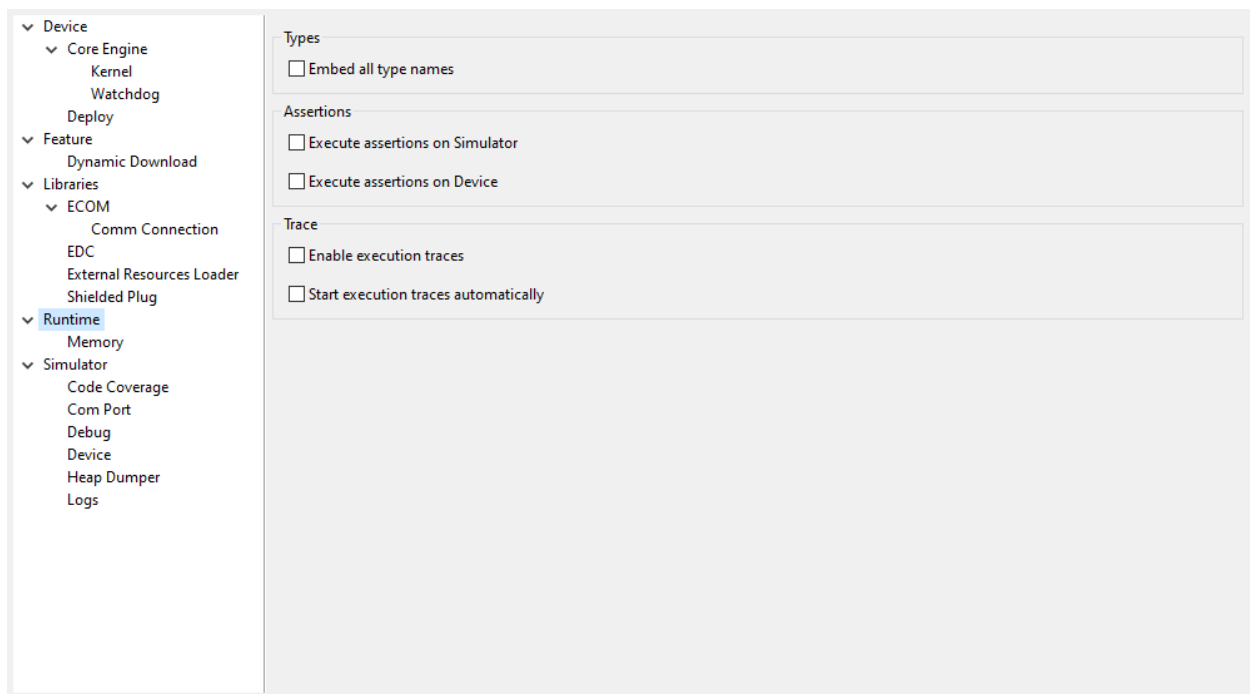 Device
Core Engine
Kernel
Watchdog
Deploy
Feature
Dynamic Download
Libraries
ECOM
Comm Connection
EDC
External Resources Loader
Shielded Plug
Runtime
Memory
Simulator
Code Coverage
Com Port
Debug
Device
Heap Dumper
Logs
Types
Embed all type names
Assertions
Execute assertions on Simulator
Execute assertions on Device
Trace
Enable execution traces
Start execution traces automatically